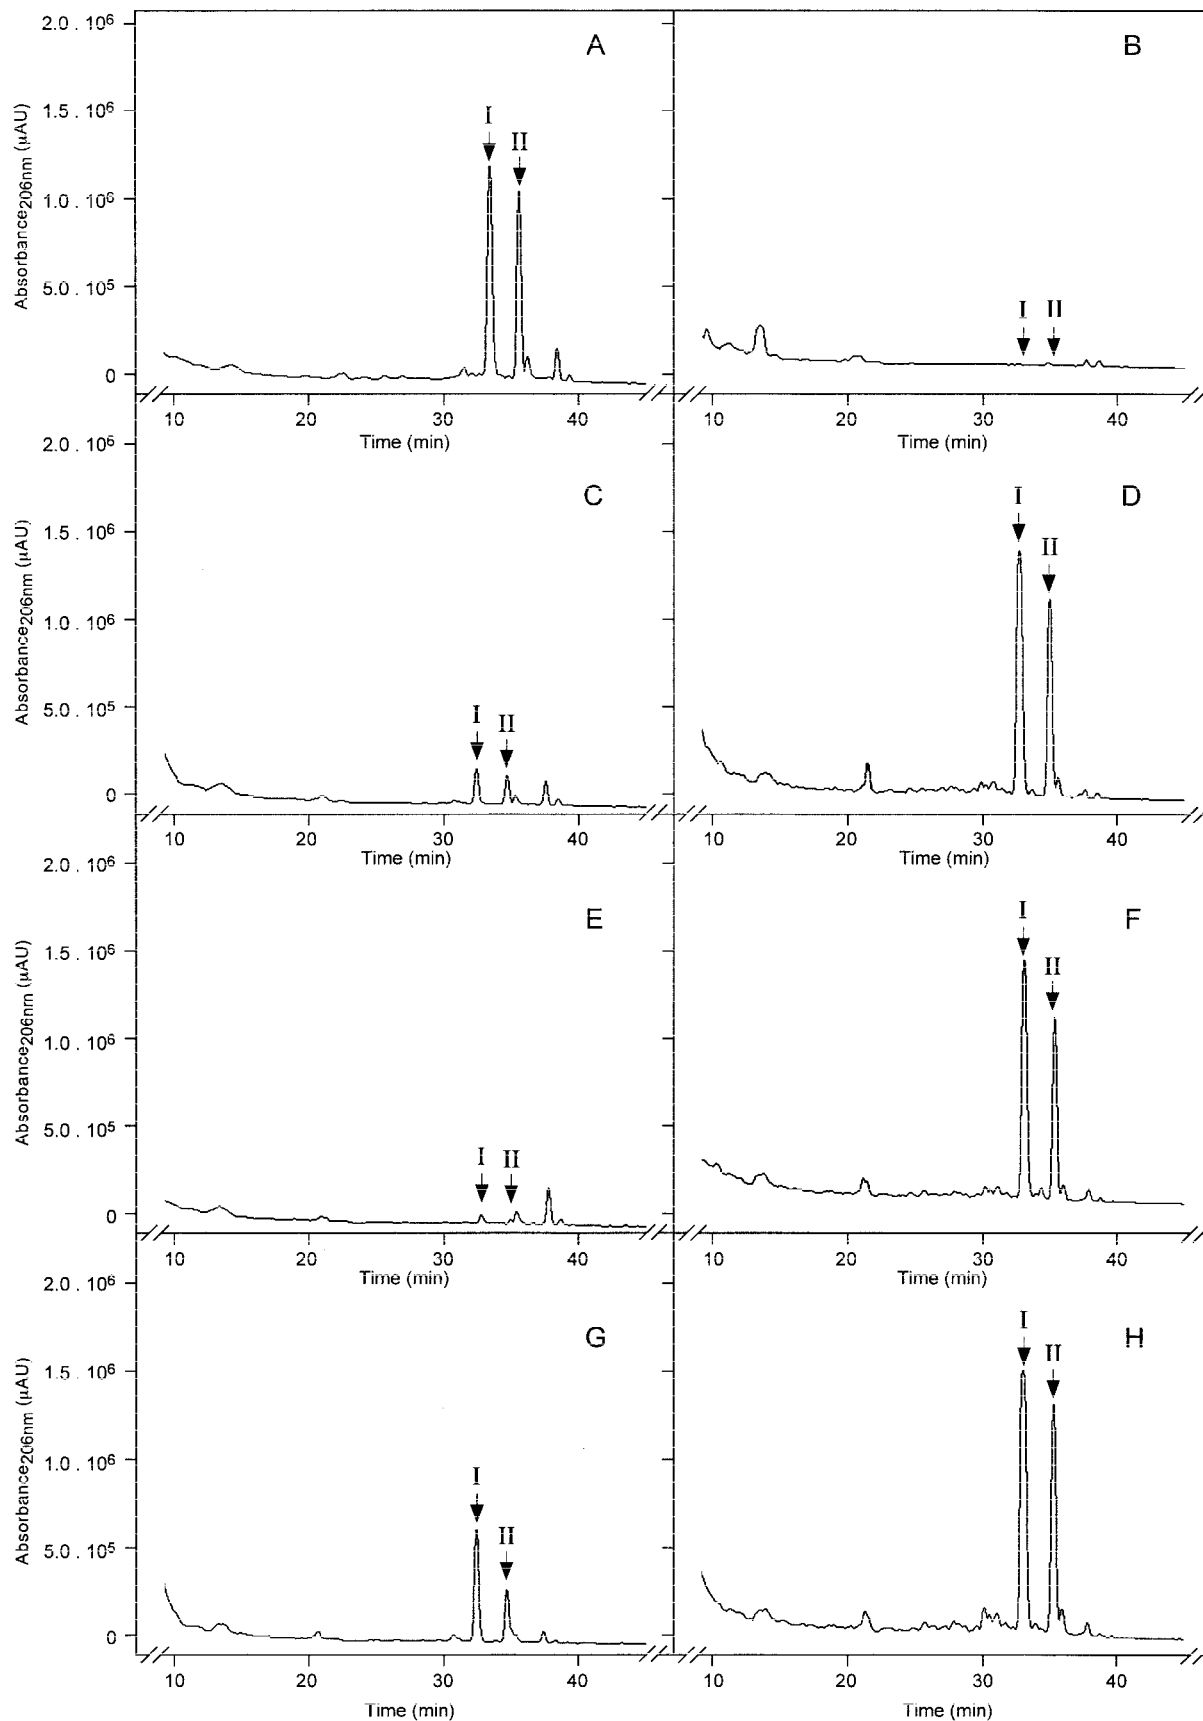 2.0 . 10⁶
1.5 . 10⁶
1.0 . 10⁶
5.0 . 10⁵
0
Absorbance206nm (µAU)
A
I
II
B
I
II
10 20 30 40
Time (min)
10 20 30 40
Time (min)
2.0 . 10⁶
1.5 . 10⁶
1.0 . 10⁶
5.0 . 10⁵
0
Absorbance206nm (µAU)
C
I
II
D
I
II
10 20 30 40
Time (min)
10 20 30 40
Time (min)
2.0 . 10⁶
1.5 . 10⁶
1.0 . 10⁶
5.0 . 10⁵
0
Absorbance206nm (µAU)
E
I
II
F
I
II
10 20 30 40
Time (min)
10 20 30 40
Time (min)
2.0 . 10⁶
1.5 . 10⁶
1.0 . 10⁶
5.0 . 10⁵
0
Absorbance206nm (µAU)
G
I
II
H
I
II
10 20 30 40
Time (min)
10 20 30 40
Time (min)